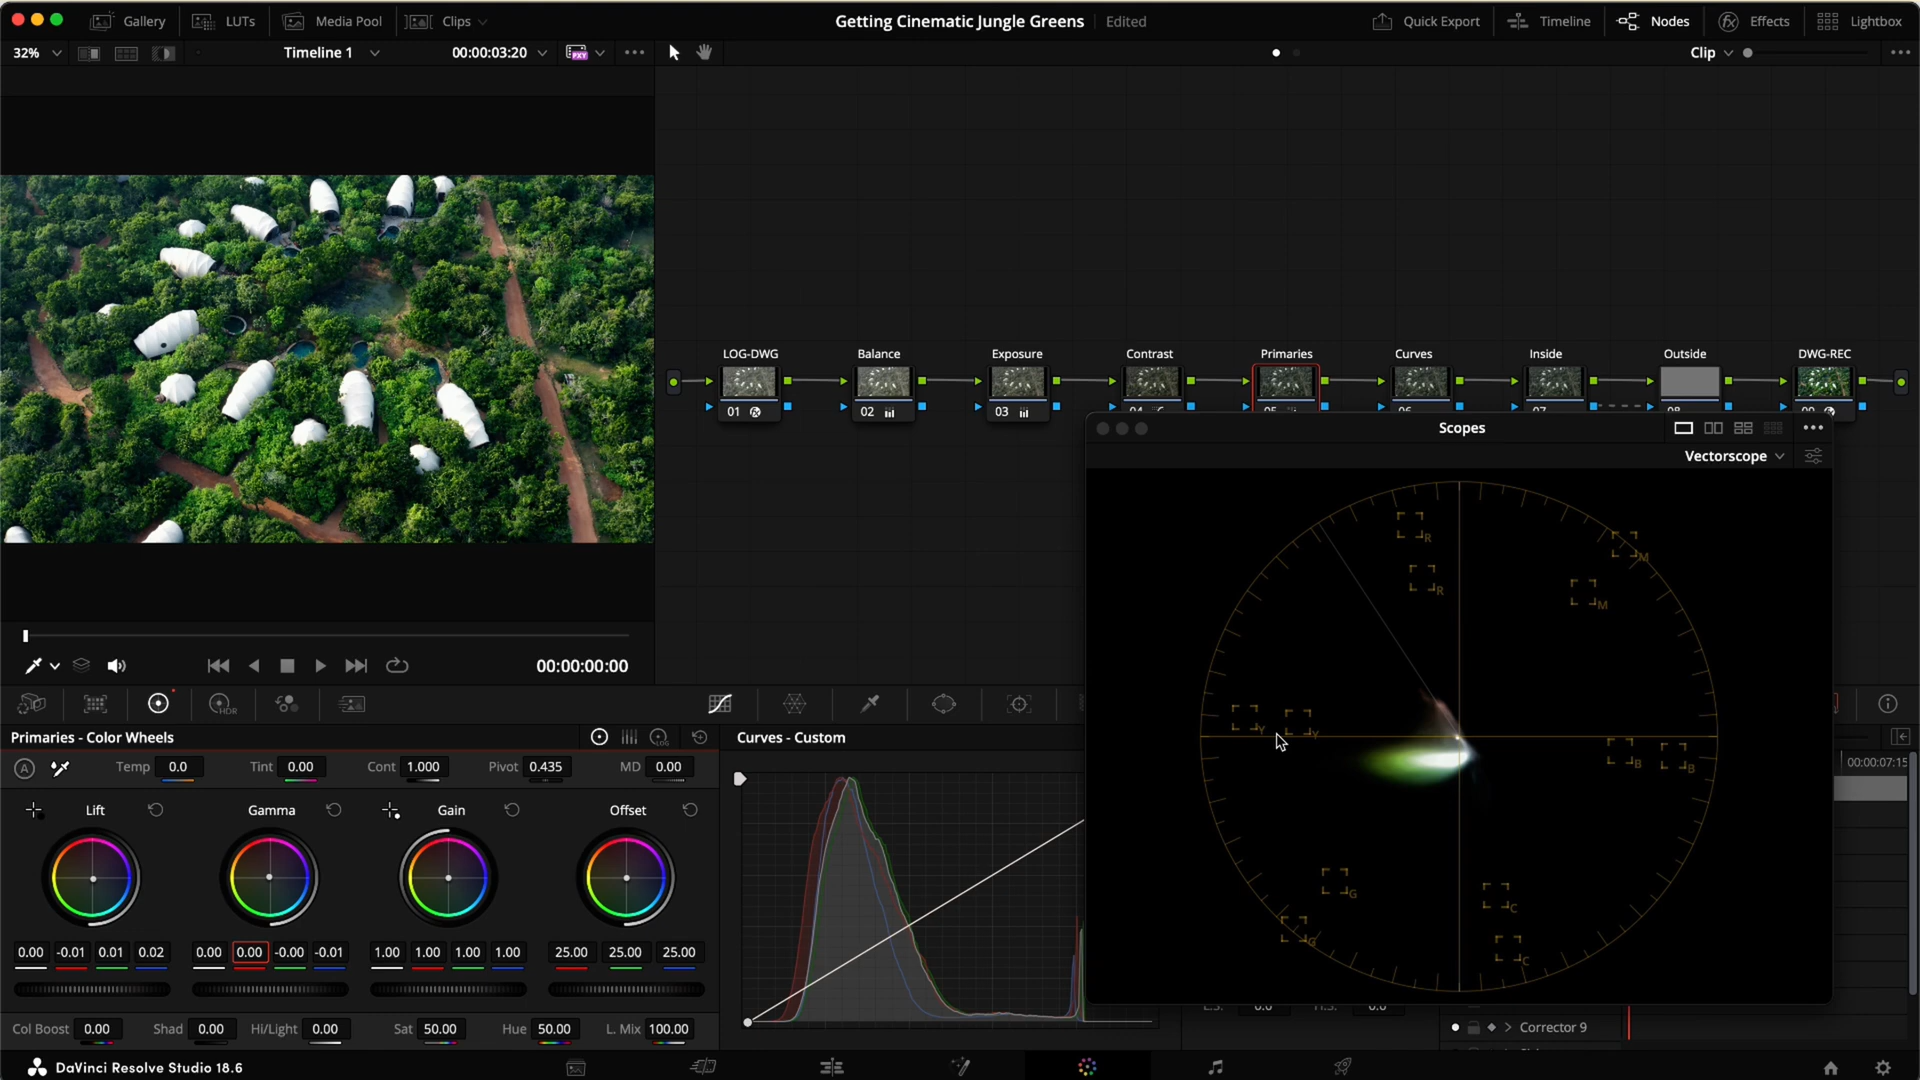 Gallery LUTs Media Pool Clips Getting Cinematic Jungle Greens Edited Quick Export Timeline Nodes Effects Lightbox
32% Timeline 1 00:00:03:20 PXY Clip
LOG-DWG Balance Exposure Contrast Primaries Curves Inside Outside DWG-REC
01 02 03
Scopes
Vectorscope
R
M
R
M
Y
Y
B
B
G
C
G
C
00:00:00:00
HDR
LOG
Primaries - Color Wheels
Curves - Custom
00:00:07:15
A Temp 0.0 Tint 0.00 Cont 1.000 Pivot 0.435 MD 0.00
Lift Gamma Gain Offset
0.00 -0.01 0.01 0.02 0.00 0.00 -0.00 -0.01 1.00 1.00 1.00 1.00 25.00 25.00 25.00
Col Boost 0.00 Shad 0.00 Hi/Light 0.00 Sat 50.00 Hue 50.00 L. Mix 100.00
Corrector 9
DaVinci Resolve Studio 18.6